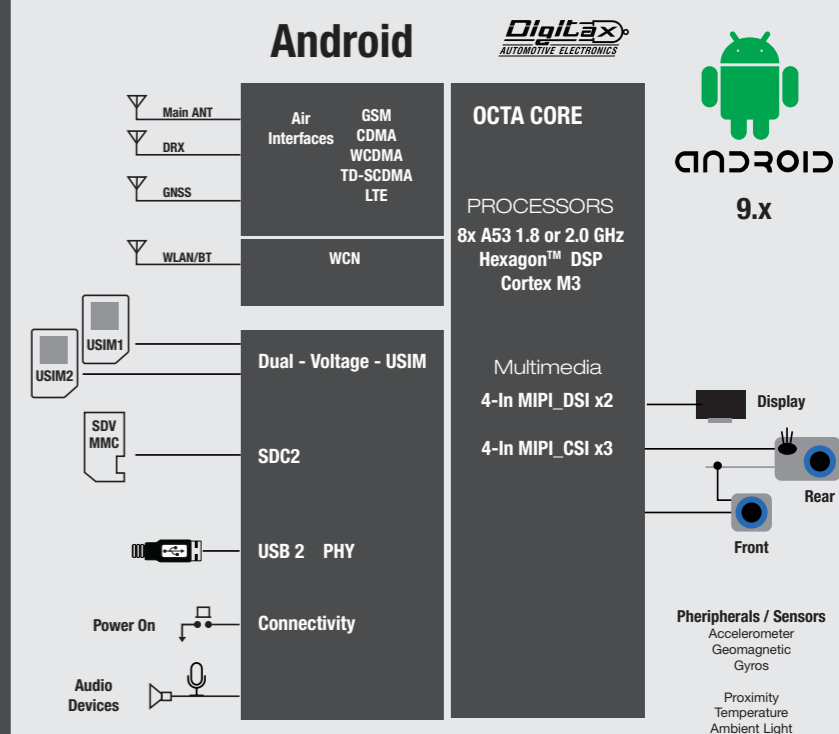 Android
Digitax
AUTOMOTIVE ELECTRONICS
Main ANT
DRX
GNSS
WLAN/BT
Air
Interfaces
GSM
CDMA
WCDMA
TD-SCDMA
LTE
WCN
USIM1
USIM2
Dual - Voltage - USIM
SDV
MMC
SDC2
USB 2 PHY
Power On
Connectivity
Audio
Devices
OCTA CORE
PROCESSORS
8x A53 1.8 or 2.0 GHz
Hexagon™ DSP
Cortex M3
Multimedia
4-In MIPI_DSI x2
4-In MIPI_CSI x3
ANDROID
9.x
Display
Rear
Front
Pheripherals / Sensors
Accelerometer
Geomagnetic
Gyros
Proximity
Temperature
Ambient Light